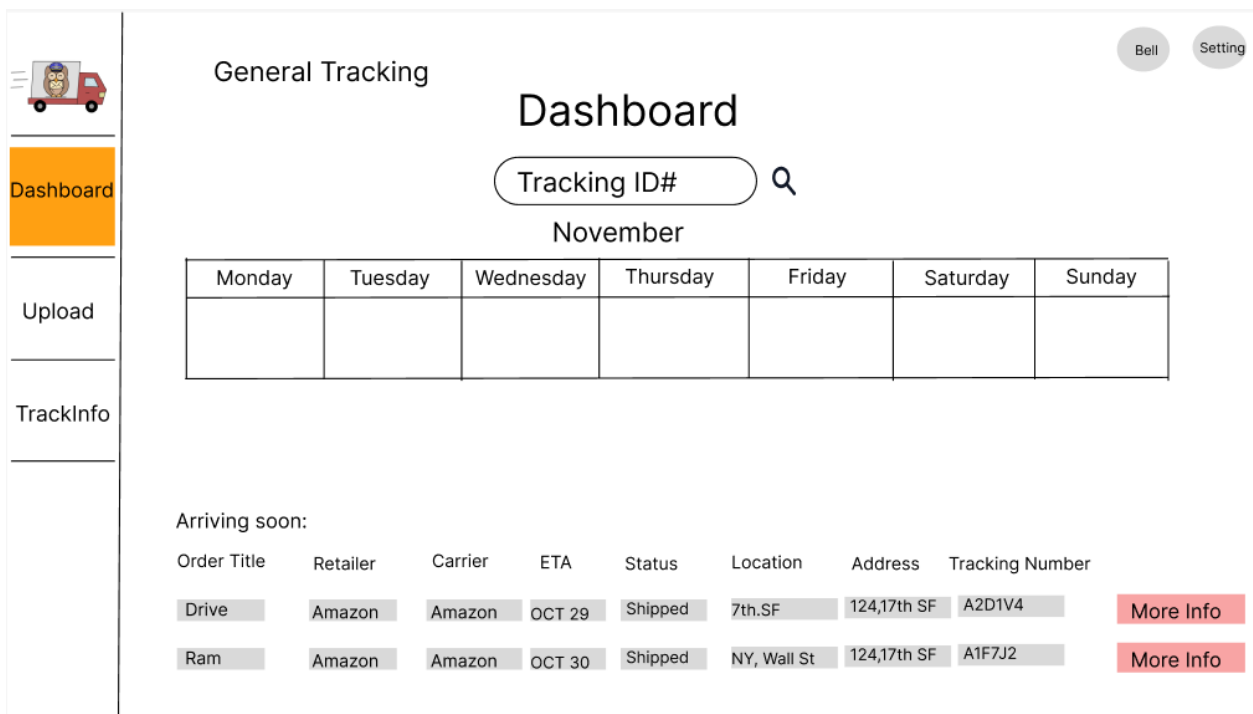 Bell
Setting
General Tracking
Dashboard
Tracking ID#
November
Monday Tuesday Wednesday Thursday Friday Saturday Sunday
Dashboard
Upload
TrackInfo
Arriving soon:
Order Title Retailer Carrier ETA Status Location Address Tracking Number
Drive Amazon Amazon OCT 29 Shipped 7th.SF 124,17th SF A2D1V4 More Info
Ram Amazon Amazon OCT 30 Shipped NY, Wall St 124,17th SF A1F7J2 More Info